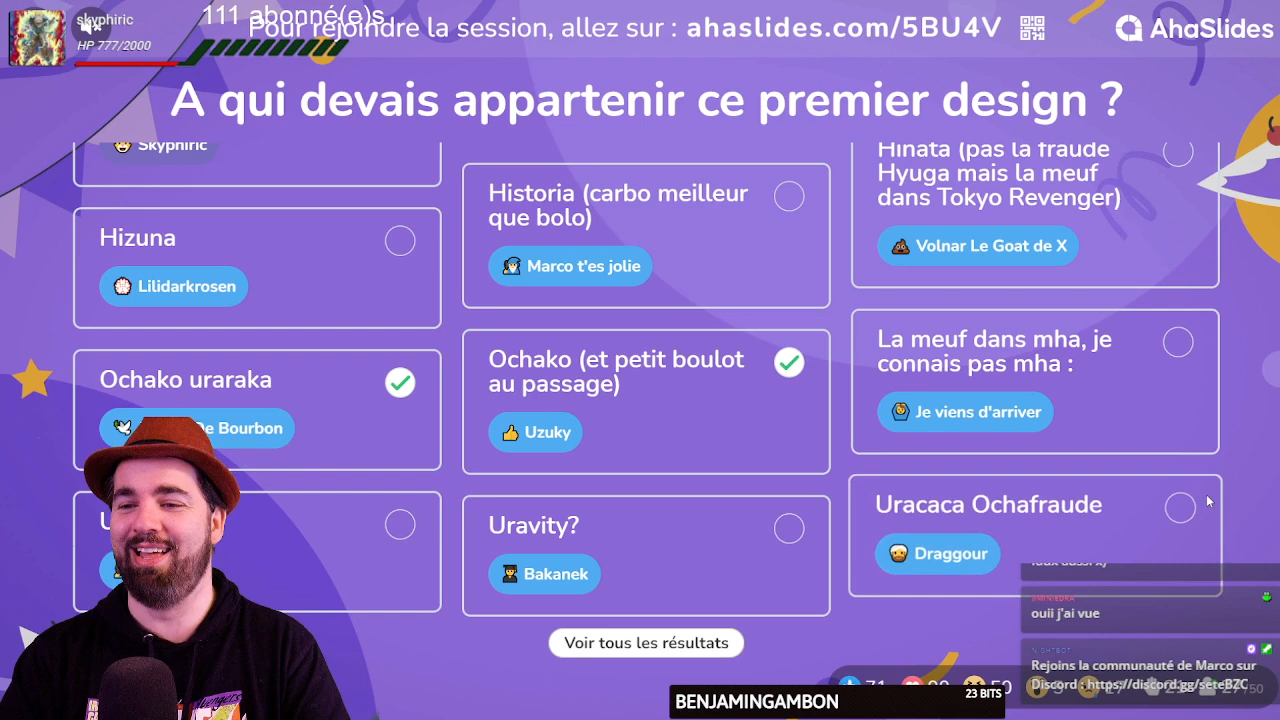 skyphiric
HP 777/2000
111 abonné(e)s
Pour rejoindre la session, allez sur : ahaslides.com/5BU4V
AhaSlides
A qui devais appartenir ce premier design ?
Skyphiric
Hizuna
Lilidarkrosen
Ochako uraraka
De Bourbon
U
Historia (carbo meilleur
que bolo)
Marco t'es jolie
Ochako (et petit boulot
au passage)
Uzuky
Uravity?
Bakanek
Hinata (pas la fraude
Hyuga mais la meuf
dans Tokyo Revenger)
Volnar Le Goat de X
La meuf dans mha, je
connais pas mha :
Je viens d'arriver
Uracaca Ochafraude
Draggour
Voir tous les résultats
ouii j'ai vue
NIGHTBOT
Rejoins la communauté de Marco sur
Discord : https://discord.gg/seteBZC
BENJAMINGAMBON
23 BITS